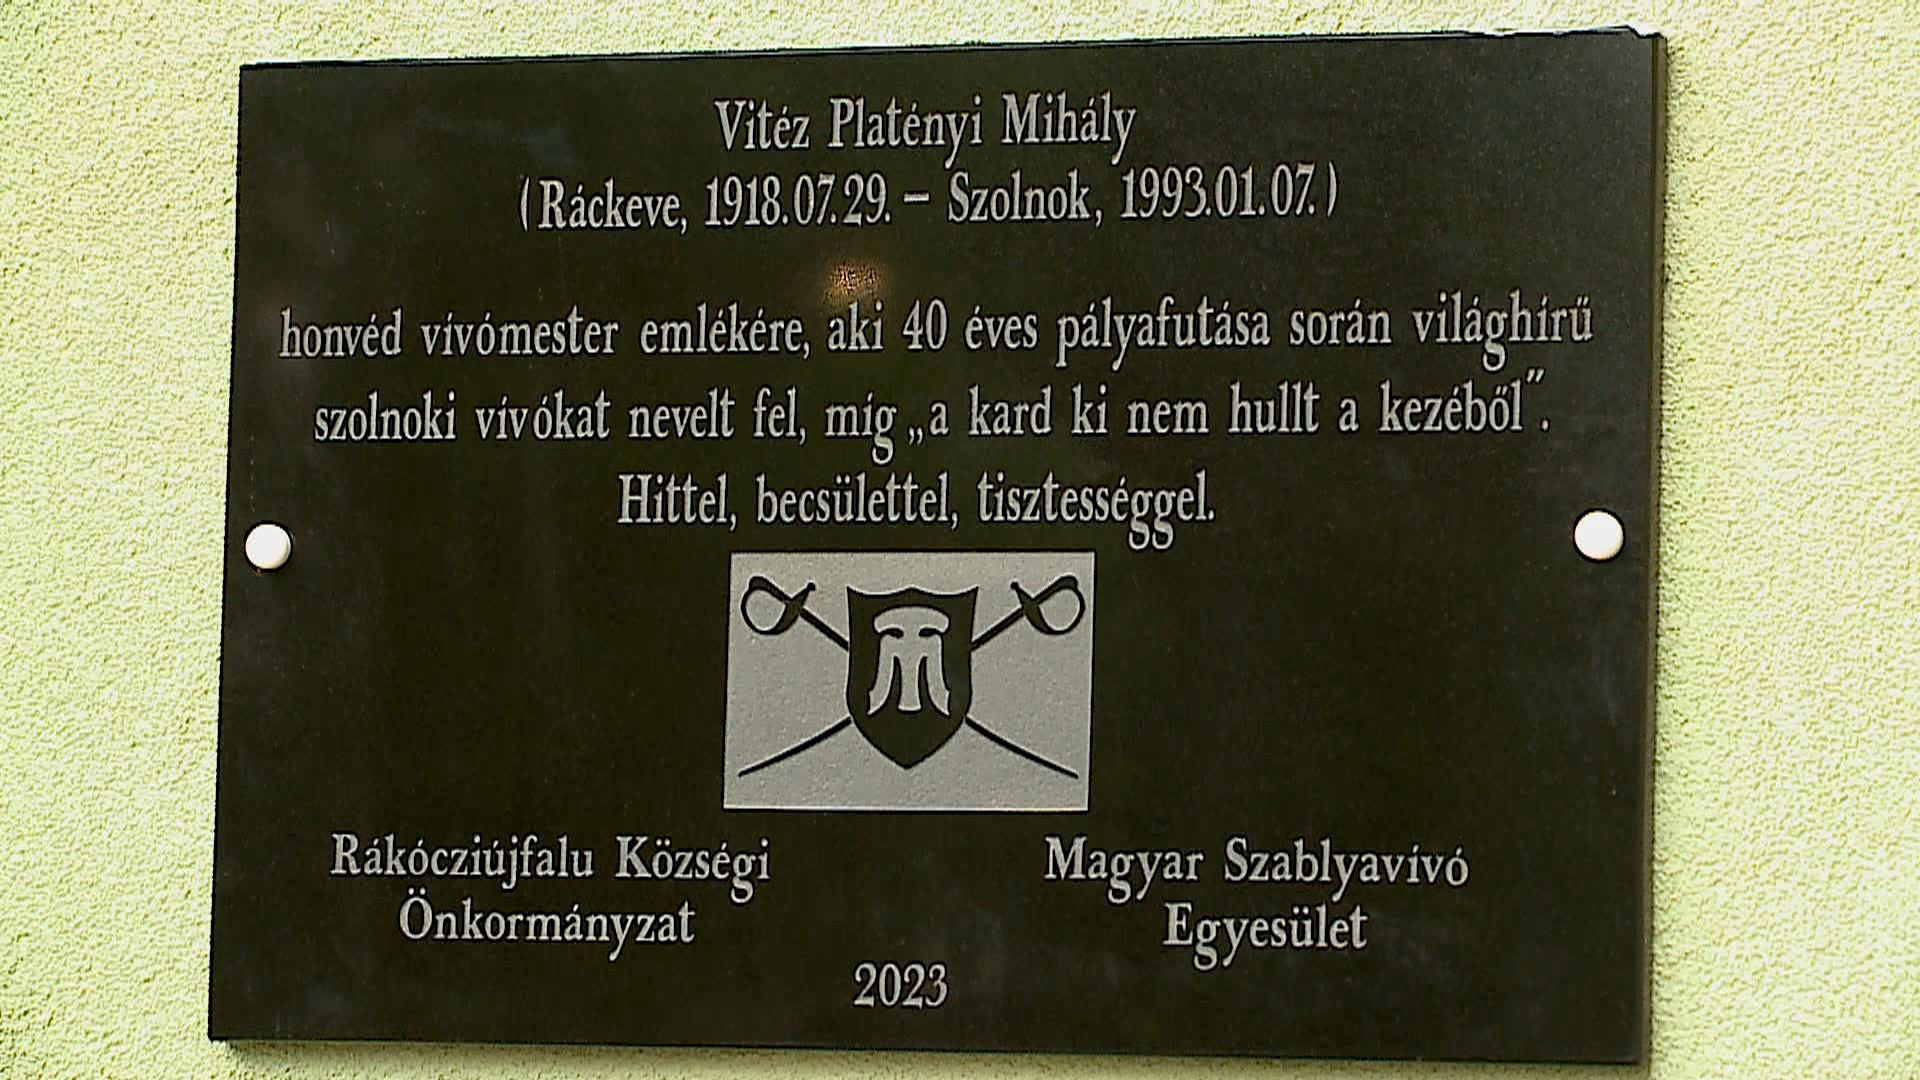 Vitéz Platényi Mihály
(Ráckeve, 1918.07.29. – Szolnok, 1993.01.07.)
honvéd vívómester emlékére, aki 40 éves pályafutása során világhírű
szolnoki vívókat nevelt fel, míg „a kard ki nem hullt a kezéből”.
Hittel, becsülettel, tisztességgel.
Rákócziújfalu Községi
Önkormányzat
Magyar Szablyavívó
Egyesület
2023